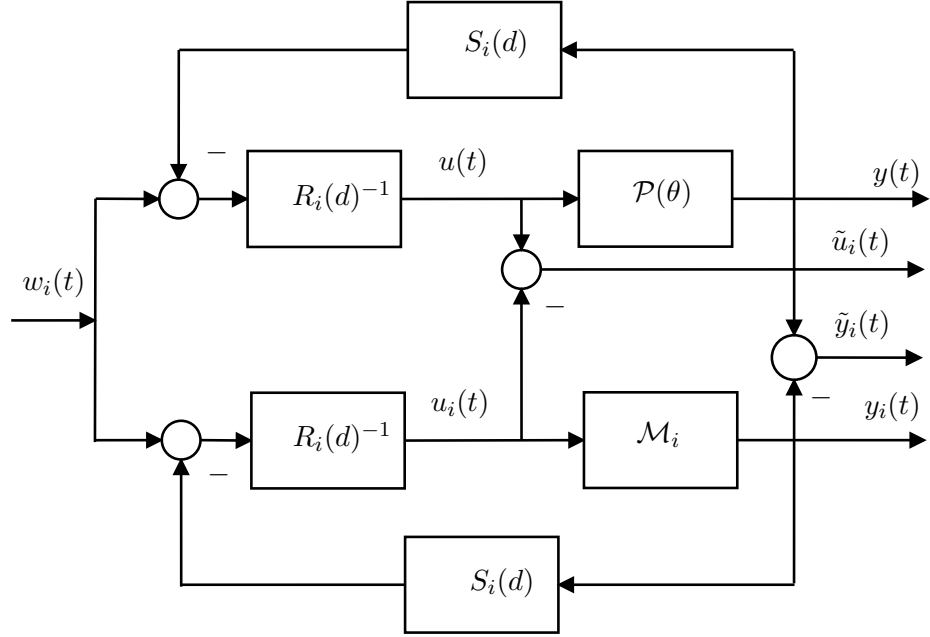 S_i(d)
−
u(t)
R_i(d)^{-1}
𝒫(θ)
y(t)
ũ_i(t)
w_i(t)
−
ỹ_i(t)
u_i(t)
−
y_i(t)
R_i(d)^{-1}
ℳ_i
−
S_i(d)